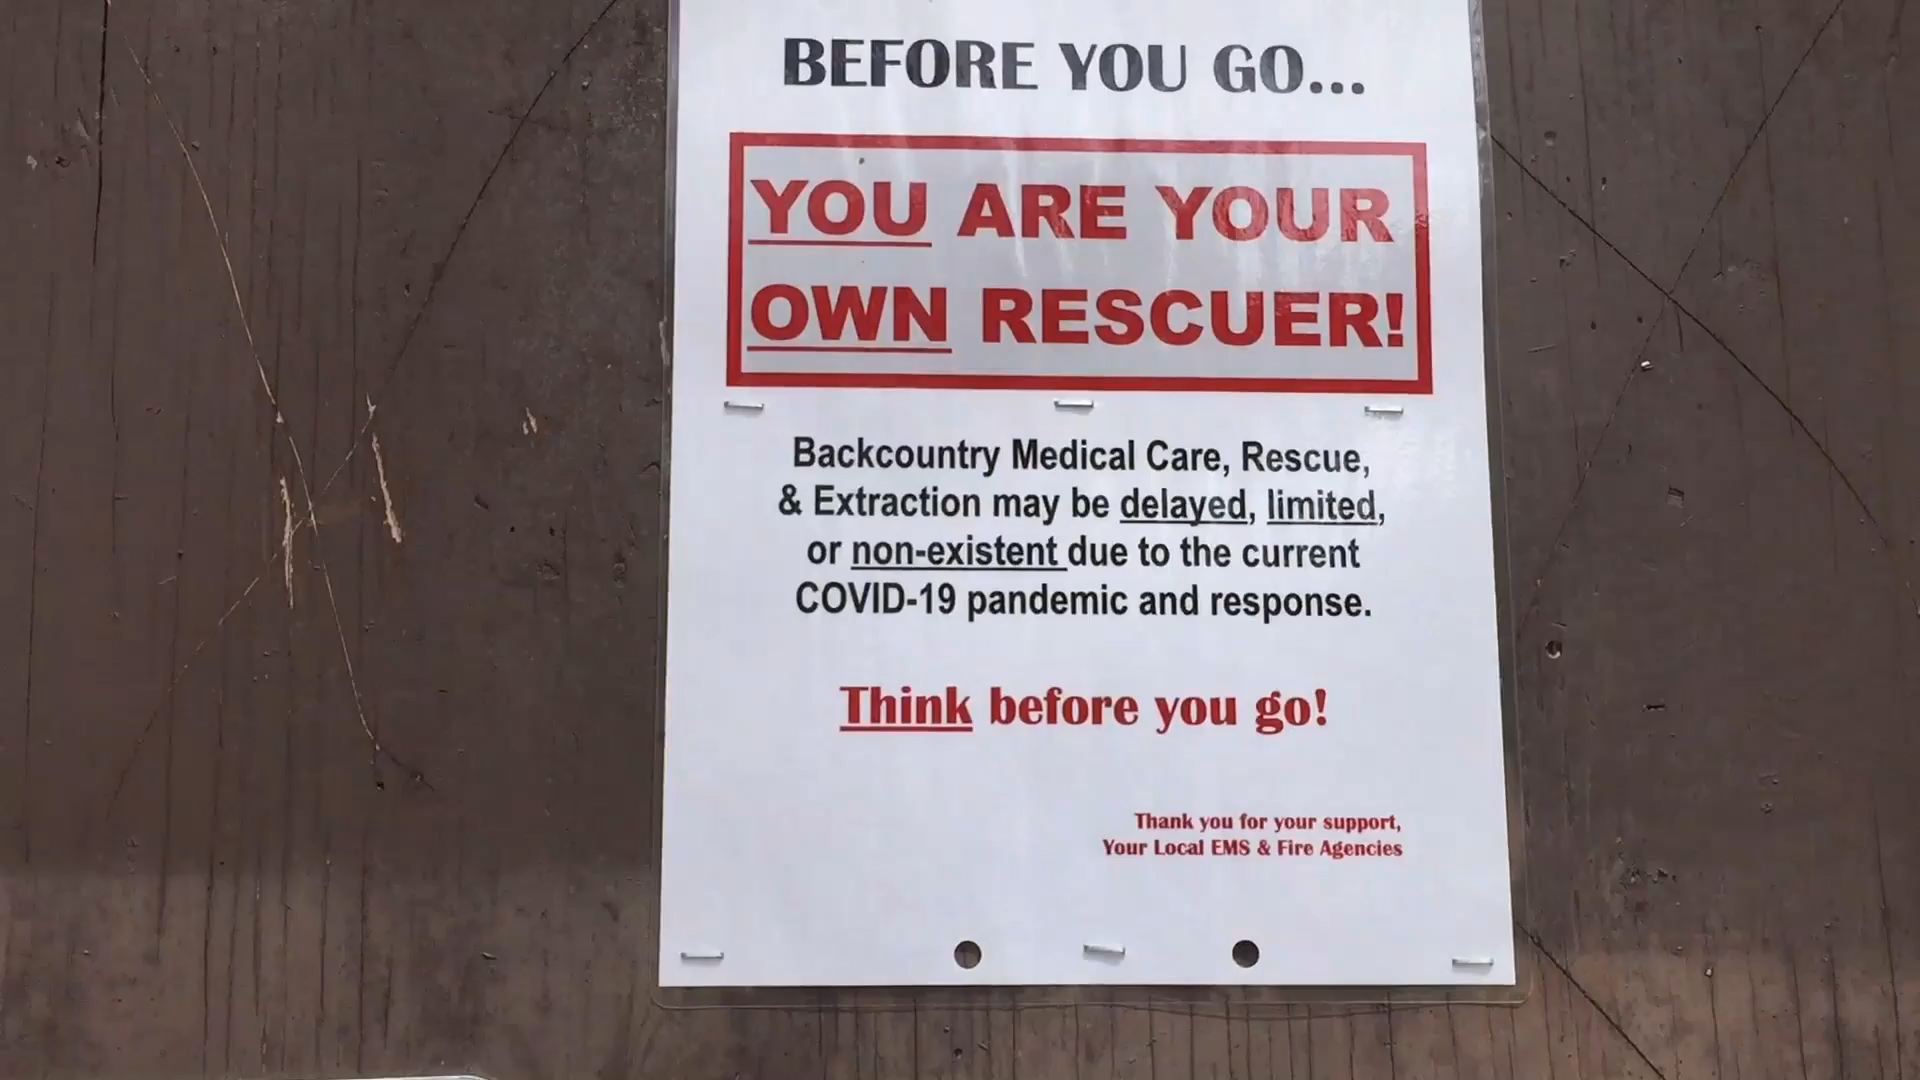 BEFORE YOU GO...
YOU ARE YOUR
OWN RESCUER!
Backcountry Medical Care, Rescue,
& Extraction may be delayed, limited,
or non-existent due to the current
COVID-19 pandemic and response.
Think before you go!
Thank you for your support,
Your Local EMS & Fire Agencies